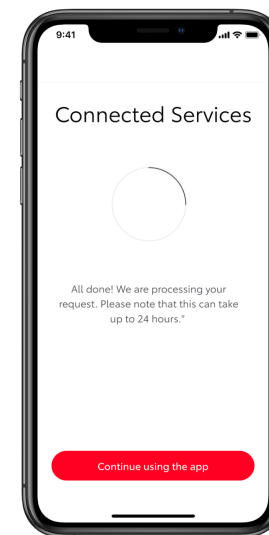 9:41
Connected Services
All done! We are processing your
request. Please note that this can take
up to 24 hours."
Continue using the app